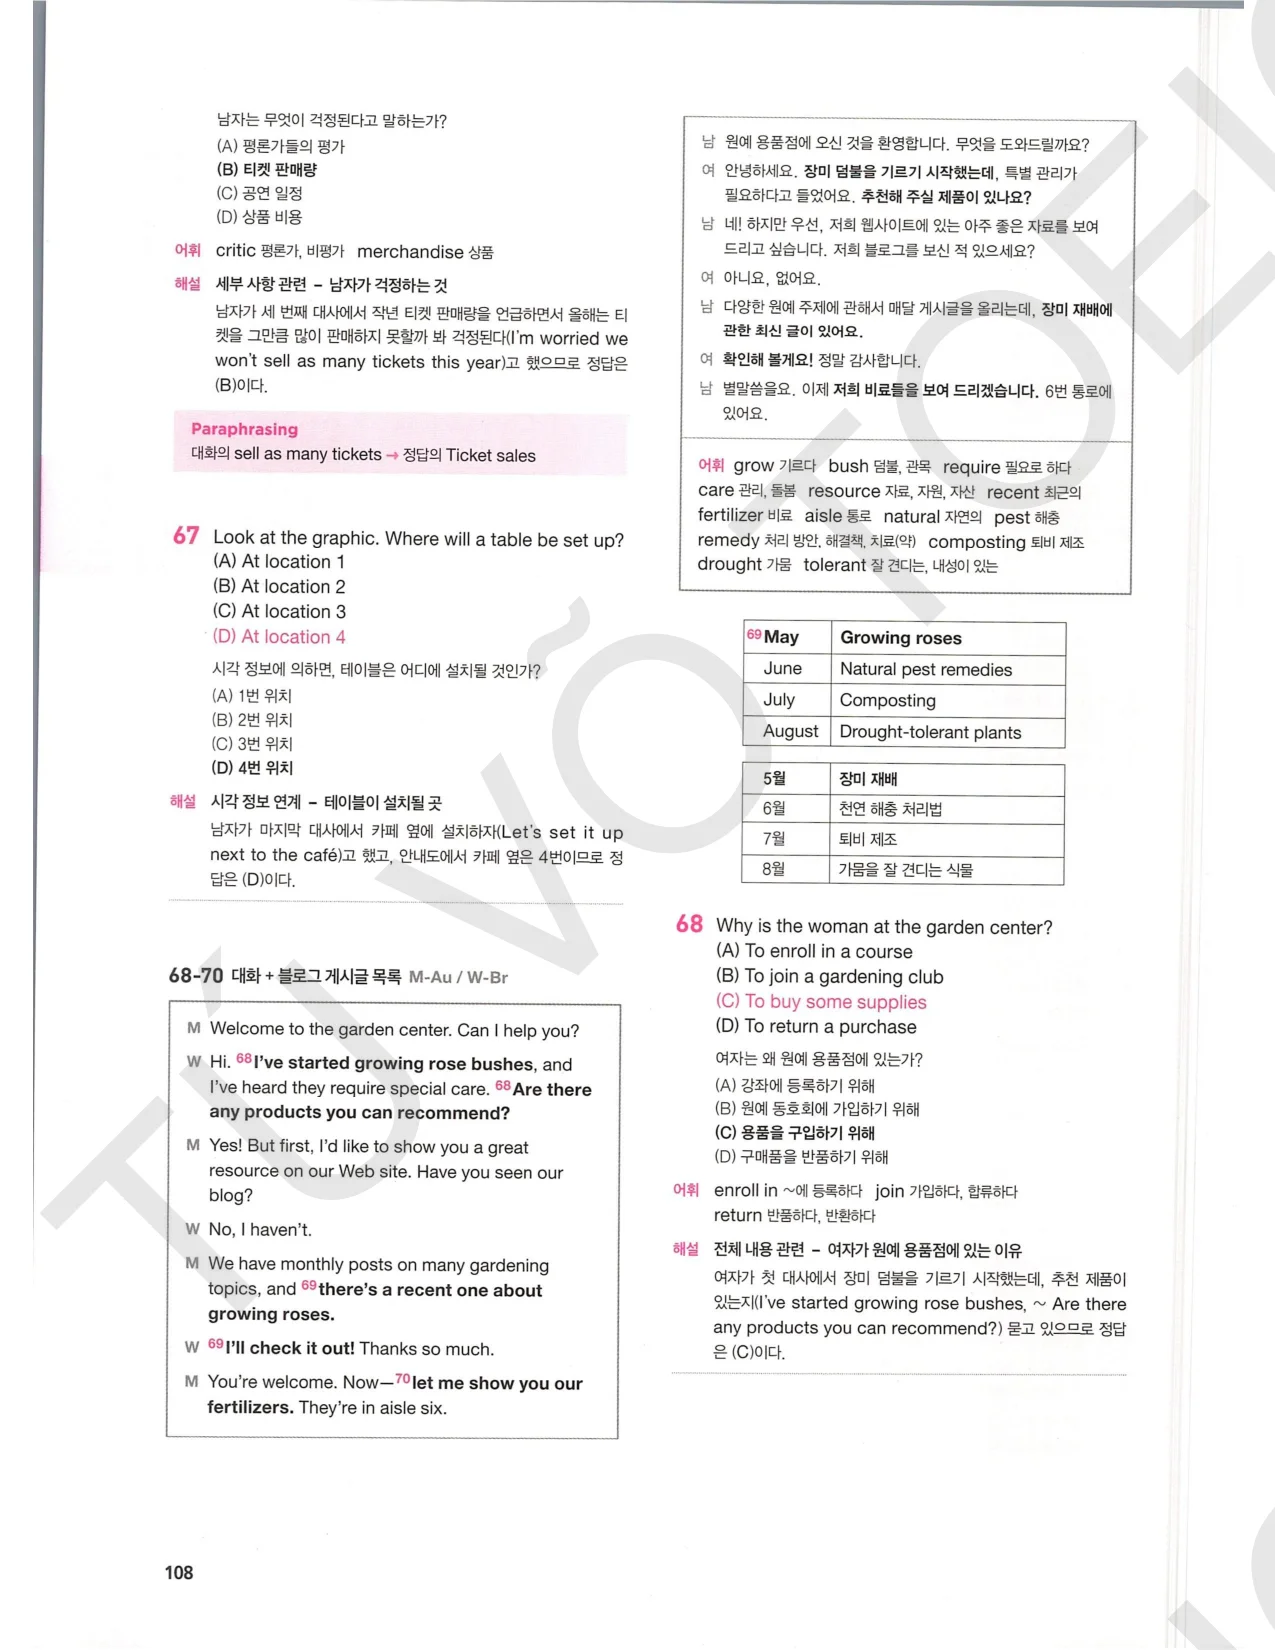 남자는 무엇이 걱정된다고 말하는가?
(A) 평론가들의 평가
(B) 티켓 판매량
(C) 공연 일정
(D) 상품 비용
어휘 critic 평론가, 비평가 merchandise 상품
해설 세부 사항 관련 – 남자가 걱정하는 것
남자가 세 번째 대사에서 작년 티켓 판매량을 언급하면서 올해는 티
켓을 그만큼 많이 판매하지 못할까 봐 걱정된다(I'm worried we
won't sell as many tickets this year)고 했으므로 정답은
(B)이다.
Paraphrasing
대화의 sell as many tickets → 정답의 Ticket sales
67 Look at the graphic. Where will a table be set up?
(A) At location 1
(B) At location 2
(C) At location 3
(D) At location 4
시각 정보에 의하면, 테이블은 어디에 설치될 것인가?
(A) 1번 위치
(B) 2번 위치
(C) 3번 위치
(D) 4번 위치
해설 시각 정보 연계 – 테이블이 설치될 곳
남자가 마지막 대사에서 카페 옆에 설치하자(Let's set it up
next to the café)고 했고, 안내도에서 카페 옆은 4번이므로 정
답은 (D)이다.
68-70 대화 + 블로그 게시글 목록 M-Au / W-Br
M Welcome to the garden center. Can I help you?
W Hi. 68 I've started growing rose bushes, and
I've heard they require special care. 68 Are there
any products you can recommend?
M Yes! But first, I'd like to show you a great
resource on our Web site. Have you seen our
blog?
W No, I haven't.
M We have monthly posts on many gardening
topics, and 69 there's a recent one about
growing roses.
W 69 I'll check it out! Thanks so much.
M You're welcome. Now—70 let me show you our
fertilizers. They're in aisle six.
108
남 원예 용품점에 오신 것을 환영합니다. 무엇을 도와드릴까요?
여 안녕하세요. 장미 덤불을 기르기 시작했는데, 특별 관리가
필요하다고 들었어요. 추천해 주실 제품이 있나요?
남 네! 하지만 우선, 저희 웹사이트에 있는 아주 좋은 자료를 보여
드리고 싶습니다. 저희 블로그를 보신 적 있으세요?
여 아니요, 없어요.
남 다양한 원예 주제에 관해서 매달 게시글을 올리는데, 장미 재배에
관한 최신 글이 있어요.
여 확인해 볼게요! 정말 감사합니다.
남 별말씀을요. 이제 저희 비료들을 보여 드리겠습니다. 6번 통로에
있어요.
어휘 grow 기르다 bush 덤불, 관목 require 필요로 하다
care 관리, 돌봄 resource 자료, 자원, 자산 recent 최근의
fertilizer 비료 aisle 통로 natural 자연의 pest 해충
remedy 처리 방안, 해결책, 치료(약) composting 퇴비 제조
drought 가뭄 tolerant 잘 견디는, 내성이 있는
69 May Growing roses
June Natural pest remedies
July Composting
August Drought-tolerant plants
5월 장미 재배
6월 천연 해충 처리법
7월 퇴비 제조
8월 가뭄을 잘 견디는 식물
68 Why is the woman at the garden center?
(A) To enroll in a course
(B) To join a gardening club
(C) To buy some supplies
(D) To return a purchase
여자는 왜 원예 용품점에 있는가?
(A) 강좌에 등록하기 위해
(B) 원예 동호회에 가입하기 위해
(C) 용품을 구입하기 위해
(D) 구매품을 반품하기 위해
어휘 enroll in ~에 등록하다 join 가입하다, 합류하다
return 반품하다, 반환하다
해설 전체 내용 관련 – 여자가 원예 용품점에 있는 이유
여자가 첫 대사에서 장미 덤불을 기르기 시작했는데, 추천 제품이
있는지(I've started growing rose bushes, ~ Are there
any products you can recommend?) 묻고 있으므로 정답
은 (C)이다.
TÚ VÕ TOEIC